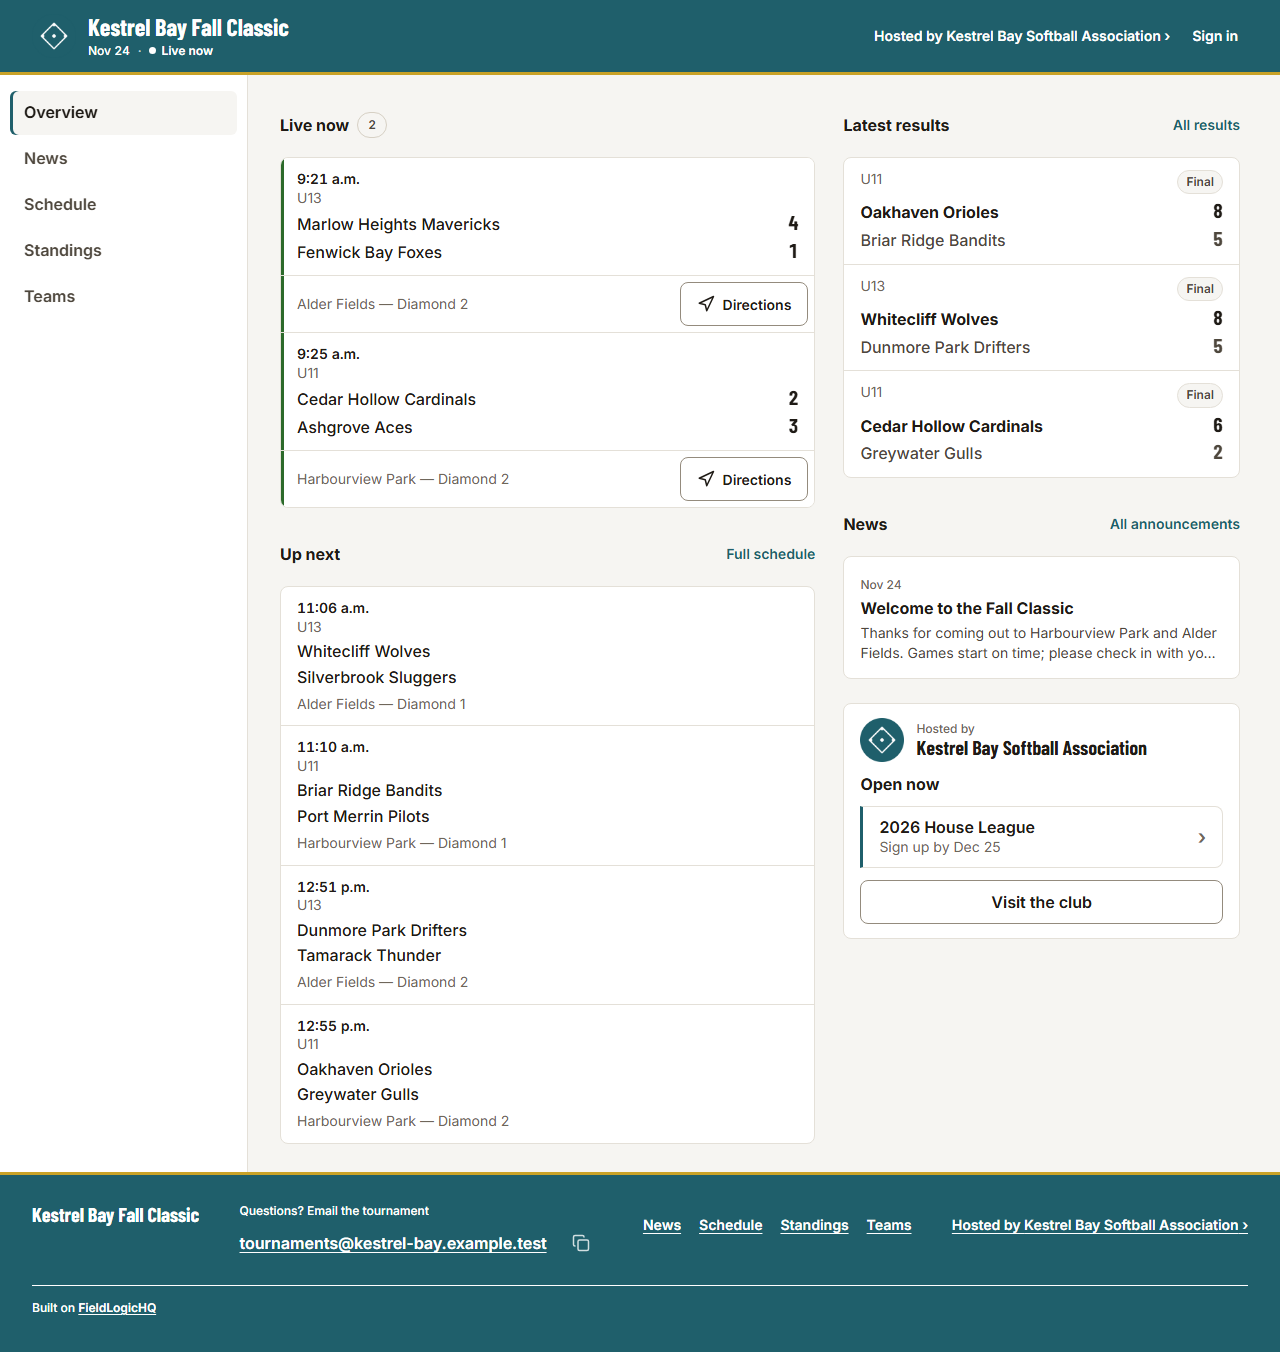 Kestrel Bay Fall Classic
Nov 24 · Live now
Hosted by Kestrel Bay Softball Association ›
Sign in
Overview
News
Schedule
Standings
Teams
Live now 2
9:21 a.m.
U13
Marlow Heights Mavericks 4
Fenwick Bay Foxes 1
Alder Fields — Diamond 2
Directions
9:25 a.m.
U11
Cedar Hollow Cardinals 2
Ashgrove Aces 3
Harbourview Park — Diamond 2
Directions
Up next
Full schedule
11:06 a.m.
U13
Whitecliff Wolves
Silverbrook Sluggers
Alder Fields — Diamond 1
11:10 a.m.
U11
Briar Ridge Bandits
Port Merrin Pilots
Harbourview Park — Diamond 1
12:51 p.m.
U13
Dunmore Park Drifters
Tamarack Thunder
Alder Fields — Diamond 2
12:55 p.m.
U11
Oakhaven Orioles
Greywater Gulls
Harbourview Park — Diamond 2
Latest results
All results
U11 Final
Oakhaven Orioles 8
Briar Ridge Bandits 5
U13 Final
Whitecliff Wolves 8
Dunmore Park Drifters 5
U11 Final
Cedar Hollow Cardinals 6
Greywater Gulls 2
News
All announcements
Nov 24
Welcome to the Fall Classic
Thanks for coming out to Harbourview Park and Alder
Fields. Games start on time; please check in with yo...
Hosted by
Kestrel Bay Softball Association
Open now
2026 House League
Sign up by Dec 25
›
Visit the club
Kestrel Bay Fall Classic
Questions? Email the tournament
tournaments@kestrel-bay.example.test
News
Schedule
Standings
Teams
Hosted by Kestrel Bay Softball Association ›
Built on FieldLogicHQ